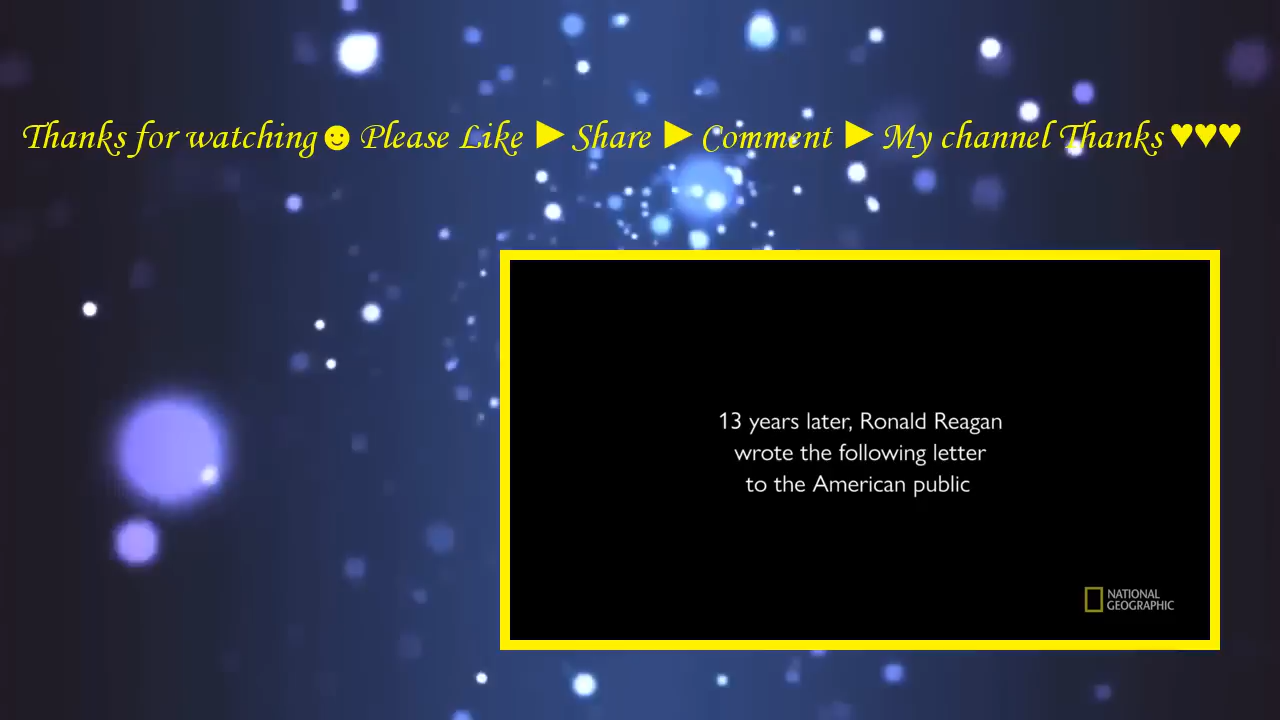 Thanks for watching☻Please Like ►Share ►Comment ►My channel Thanks♥♥♥
13 years later, Ronald Reagan
wrote the following letter
to the American public
NATIONAL
GEOGRAPHIC